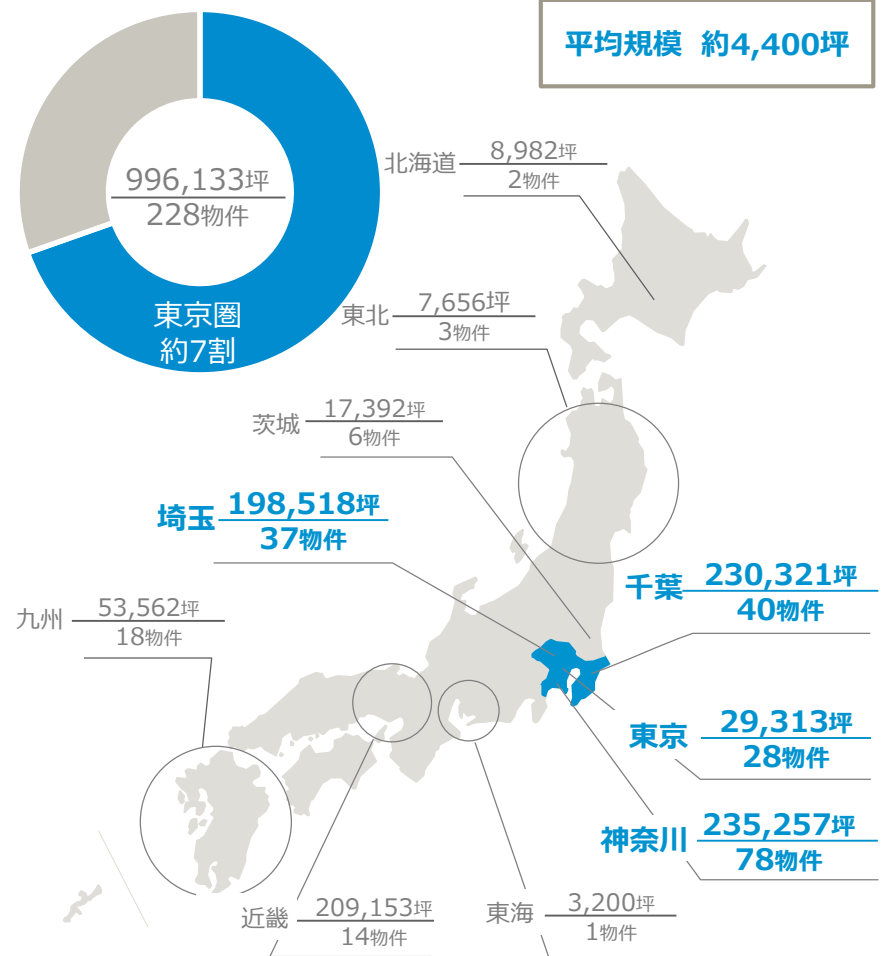 平均規模 約4,400坪
996,133坪
228物件
東京圏
約7割
北海道
8,982坪
2物件
東北
7,656坪
3物件
茨城
17,392坪
6物件
埼玉
198,518坪
37物件
千葉
230,321坪
40物件
九州
53,562坪
18物件
東京
29,313坪
28物件
神奈川
235,257坪
78物件
近畿
209,153坪
14物件
東海
3,200坪
1物件